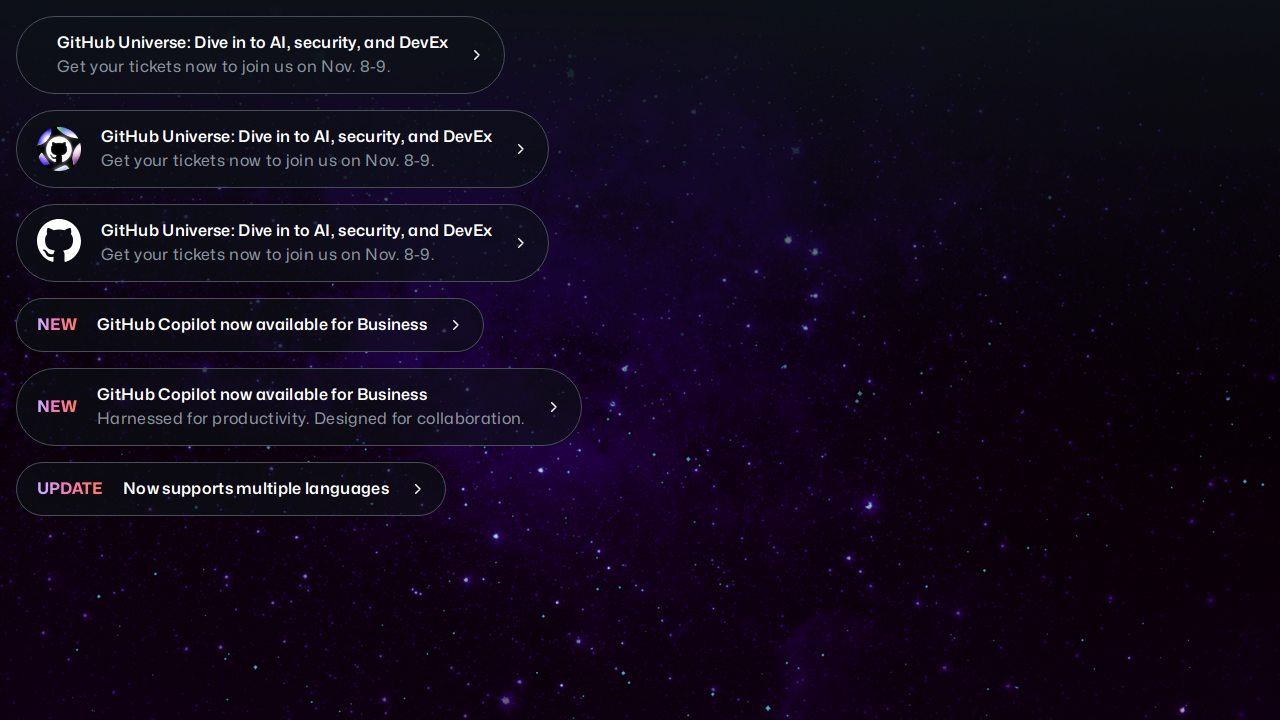 GitHub Universe: Dive in to AI, security, and DevEx
Get your tickets now to join us on Nov. 8-9.
GitHub Universe: Dive in to AI, security, and DevEx
Get your tickets now to join us on Nov. 8-9.
GitHub Universe: Dive in to AI, security, and DevEx
Get your tickets now to join us on Nov. 8-9.
NEW GitHub Copilot now available for Business
NEW GitHub Copilot now available for Business
Harnessed for productivity. Designed for collaboration.
UPDATE Now supports multiple languages